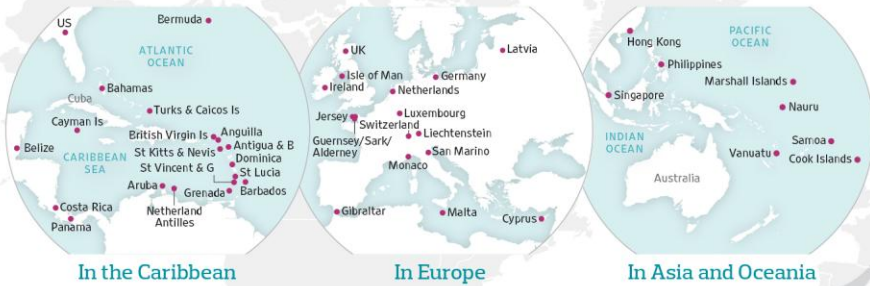 US
Bermuda
ATLANTIC
OCEAN
Bahamas
Cuba
Turks & Caicos Is
Cayman Is
British Virgin Is
Anguilla
Belize
St Kitts & Nevis
Antigua & B
CARIBBEAN
SEA
Dominica
St Vincent & G
St Lucia
Aruba
Grenada
Barbados
Costa Rica
Netherland
Antilles
Panama
In the Caribbean
UK
Latvia
Isle of Man
Germany
Ireland
Netherlands
Jersey
Luxembourg
Switzerland
Liechtenstein
Guernsey/Sark/
Alderney
San Marino
Monaco
Gibraltar
Malta
Cyprus
In Europe
PACIFIC
OCEAN
Hong Kong
Philippines
Marshall Islands
Singapore
Nauru
INDIAN
OCEAN
Samoa
Vanuatu
Cook Islands
Australia
In Asia and Oceania